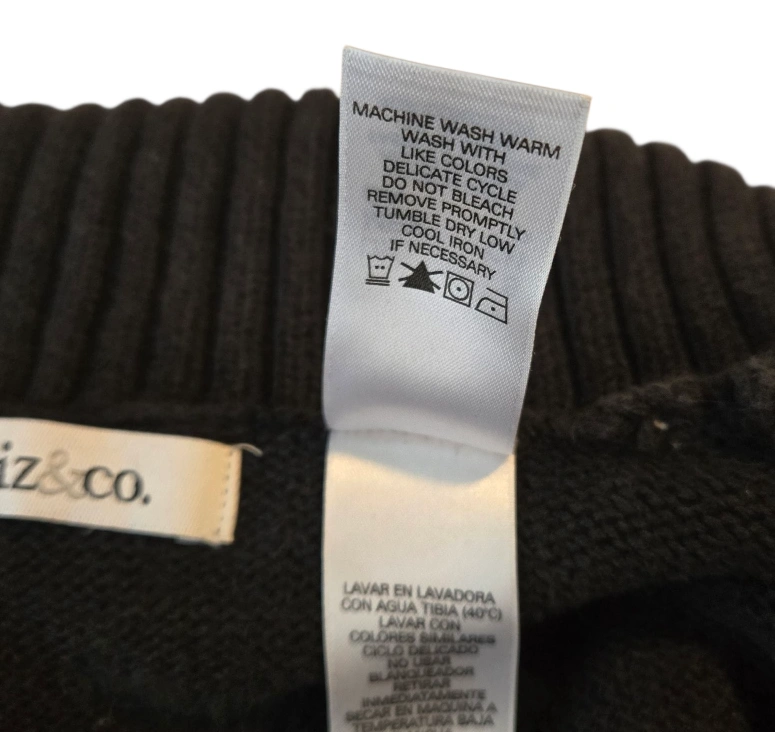 MACHINE WASH WARM
WASH WITH
LIKE COLORS
DELICATE CYCLE
DO NOT BLEACH
REMOVE PROMPTLY
TUMBLE DRY LOW
COOL IRON
IF NECESSARY
iz&co.
LAVAR EN LAVADORA
CON AGUA TIBIA (40°C)
LAVAR CON
COLORES SIMILARES
CICLO DELICADO
NO USAR
BLANQUEADOR
RETIRAR
INMEDIATAMENTE
SECAR EN MAQUINA A
TEMPERATURA BAJA